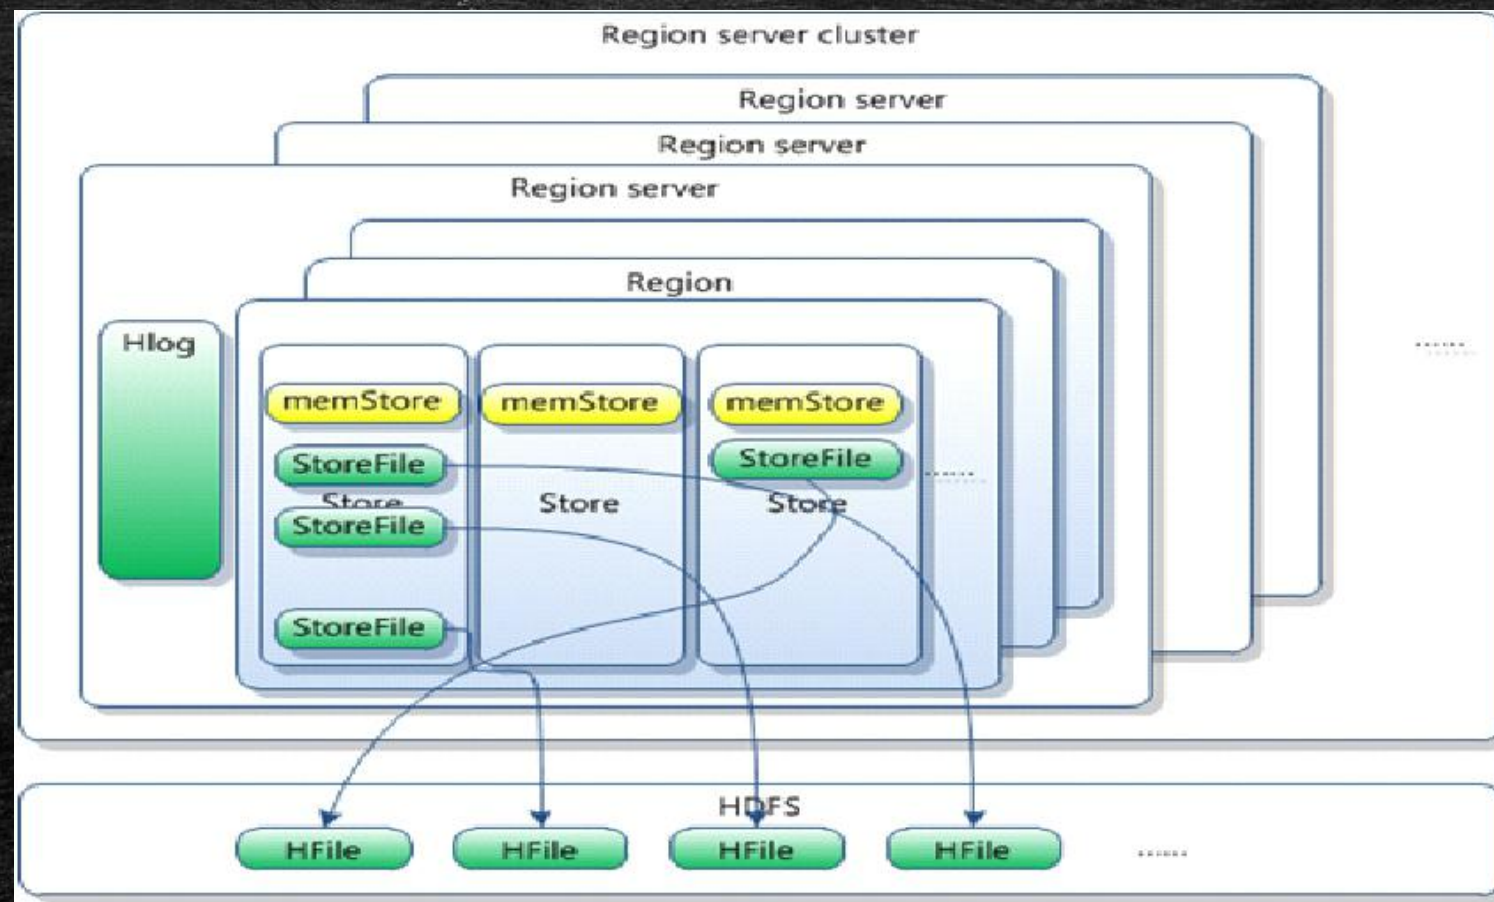 Region server cluster
Region server
Region server
Region server
Region
Hlog
memStore
memStore
memStore
StoreFile
StoreFile
Store
Store
Store
StoreFile
StoreFile
......
......
HDFS
HFile
HFile
HFile
HFile
......